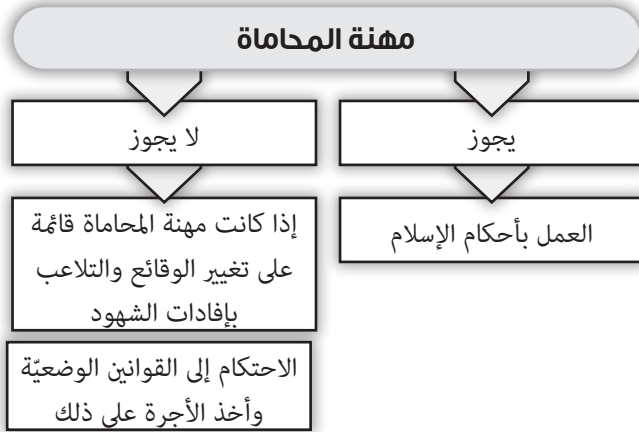 مهنة المحاماة
يجوز
العمل بأحكام الإسلام
لا يجوز
إذا كانت مهنة المحاماة قائمة
على تغيير الوقائع والتلاعب
بإفادات الشهود
الاحتكام إلى القوانين الوضعيّة
وأخذ الأجرة على ذلك